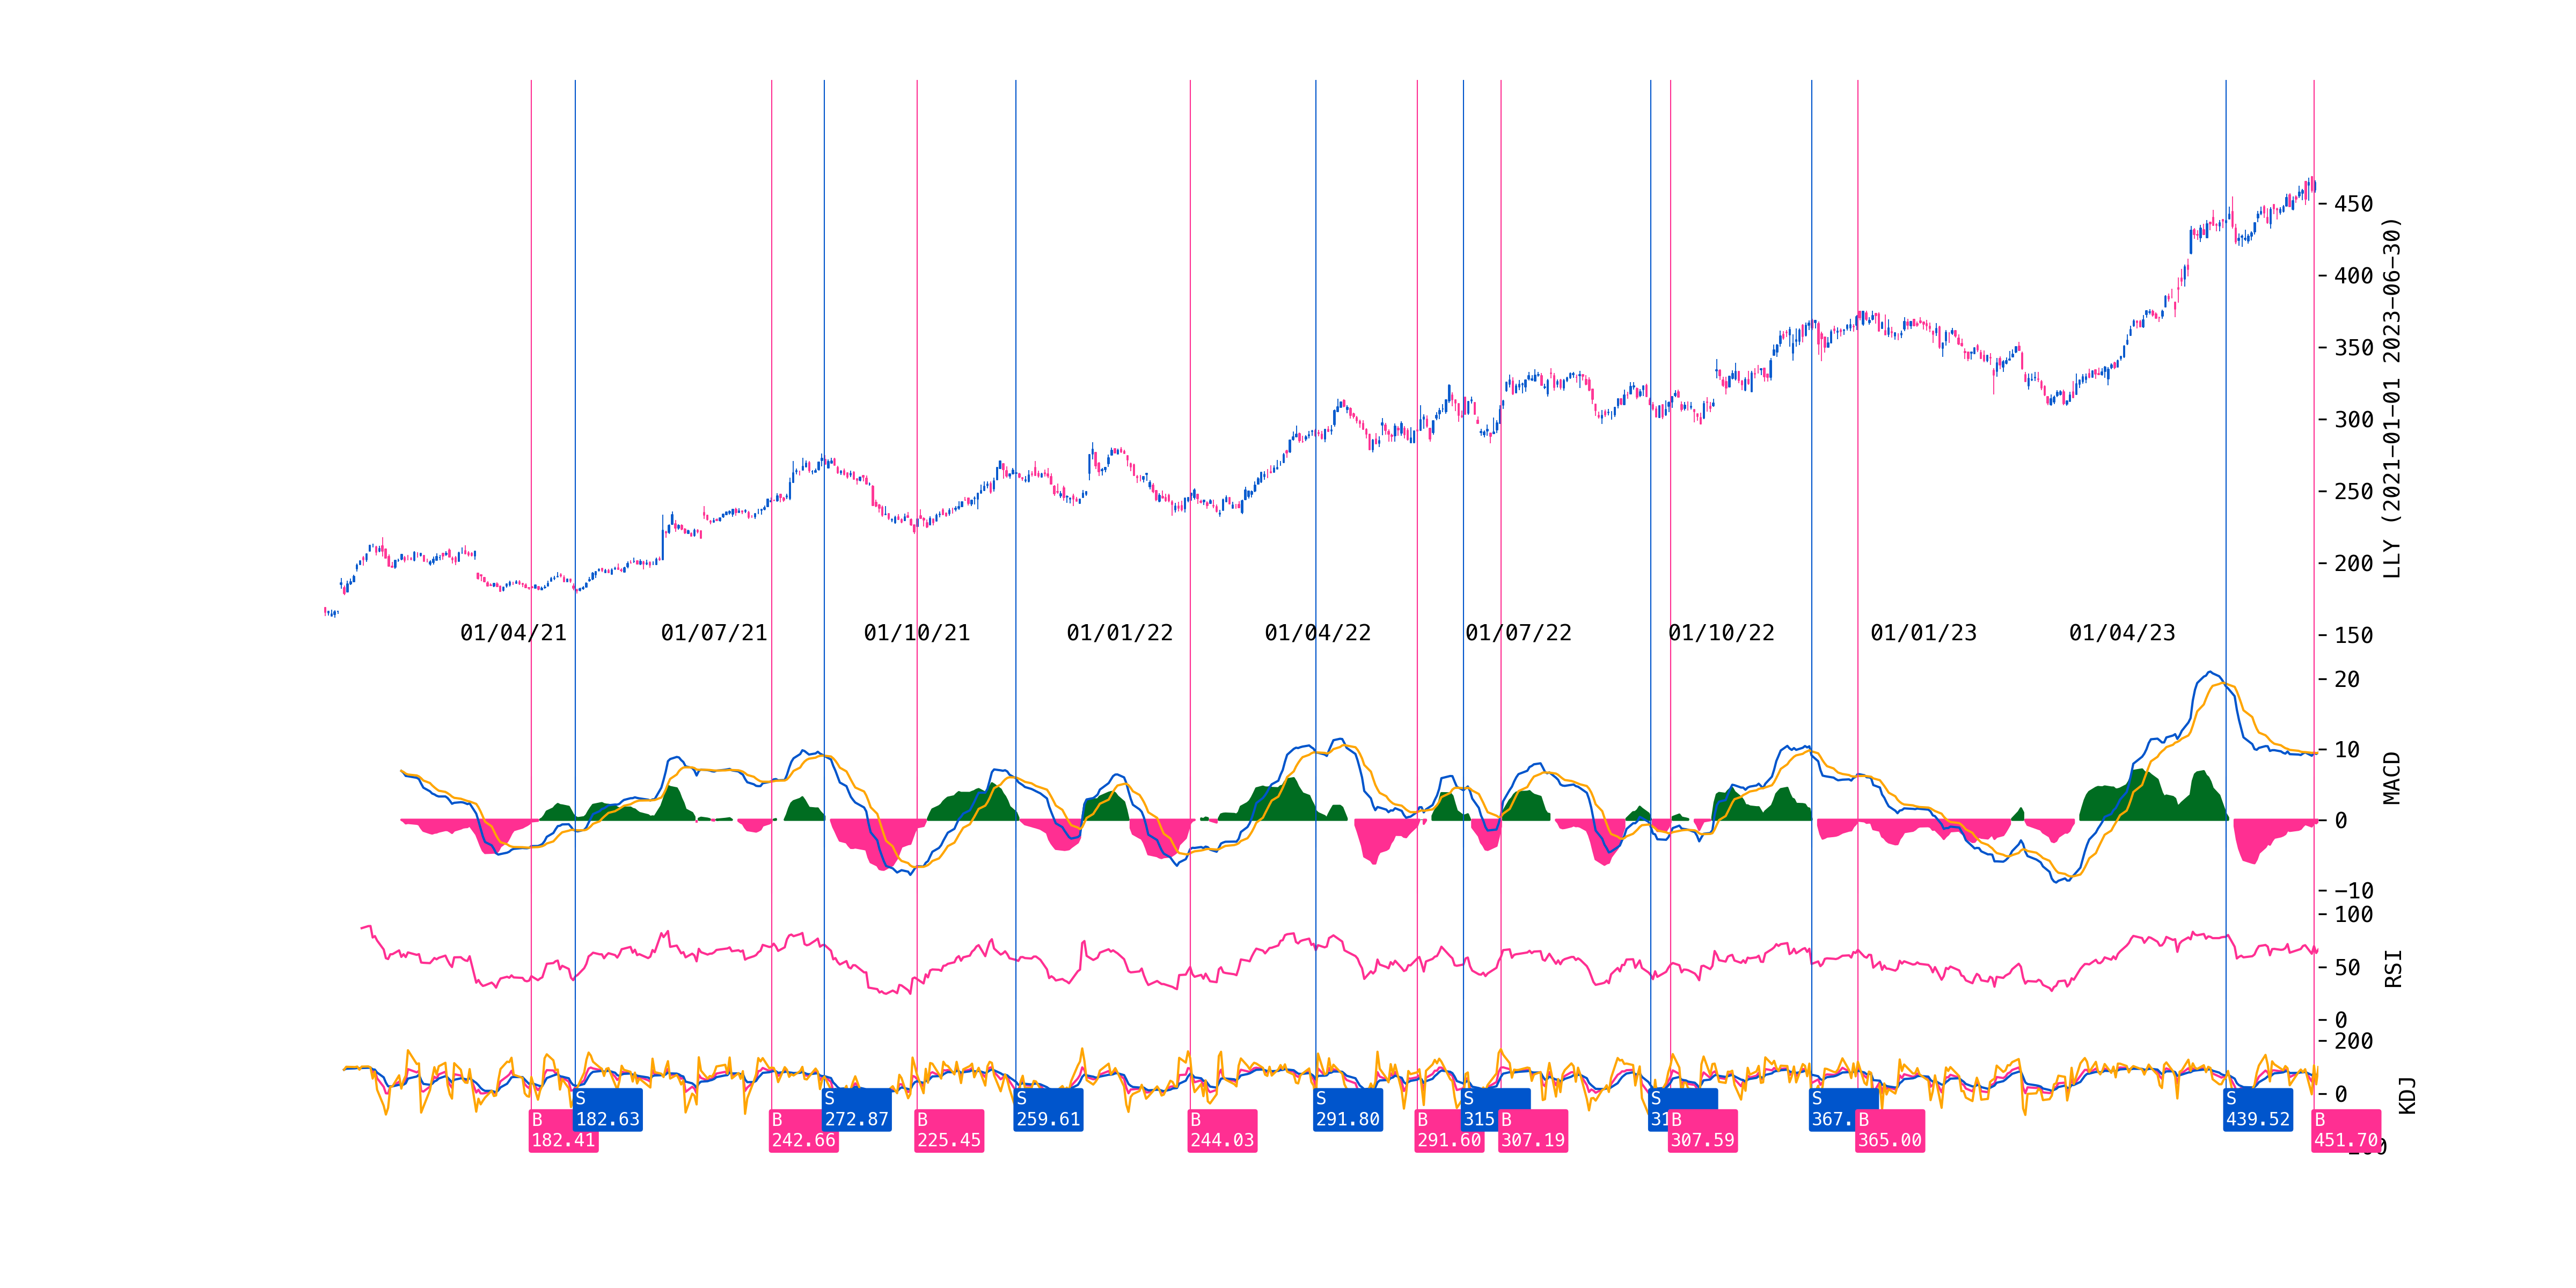 450
400
350
300
250
200
150
LLY (2021-01-01 2023-06-30)
01/04/21
01/07/21
01/10/21
01/01/22
01/04/22
01/07/22
01/10/22
01/01/23
01/04/23
20
10
0
−10
MACD
100
50
0
RSI
200
0
KDJ
B
182.41
S
182.63
B
242.66
S
272.87
B
225.45
S
259.61
B
244.03
S
291.80
B
291.60
S
315
B
307.19
S
B
307.59
S
367.
B
365.00
S
439.52
B
451.70